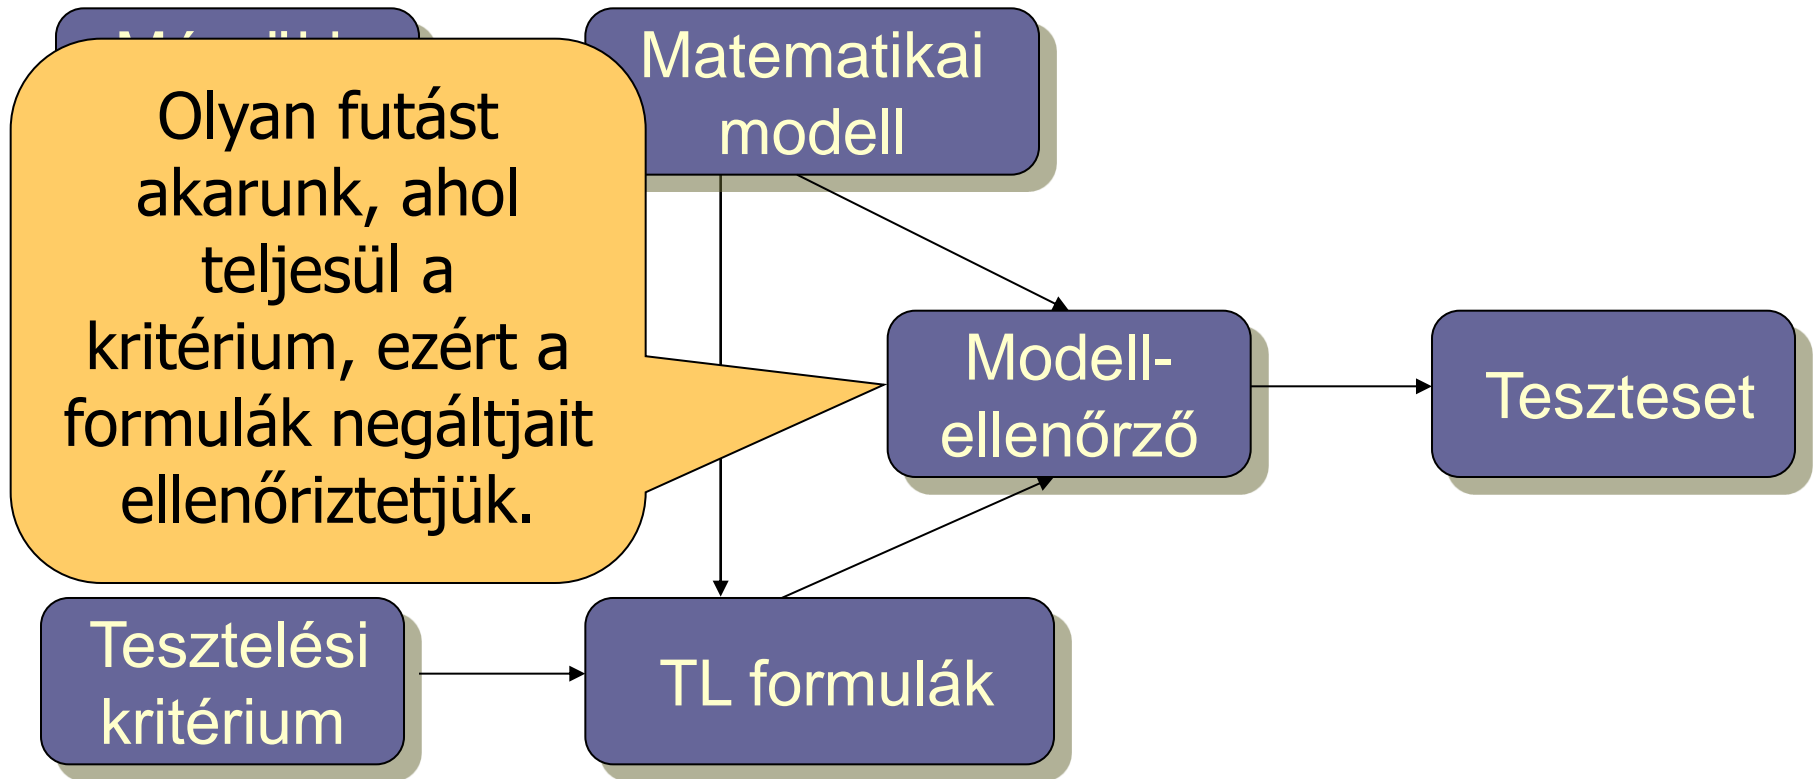 Matematikai
modell
Olyan futást
akarunk, ahol
teljesül a
kritérium, ezért a
formulák negáltjait
ellenőriztetjük.
Modell-
ellenőrző
Teszteset
Tesztelési
kritérium
TL formulák